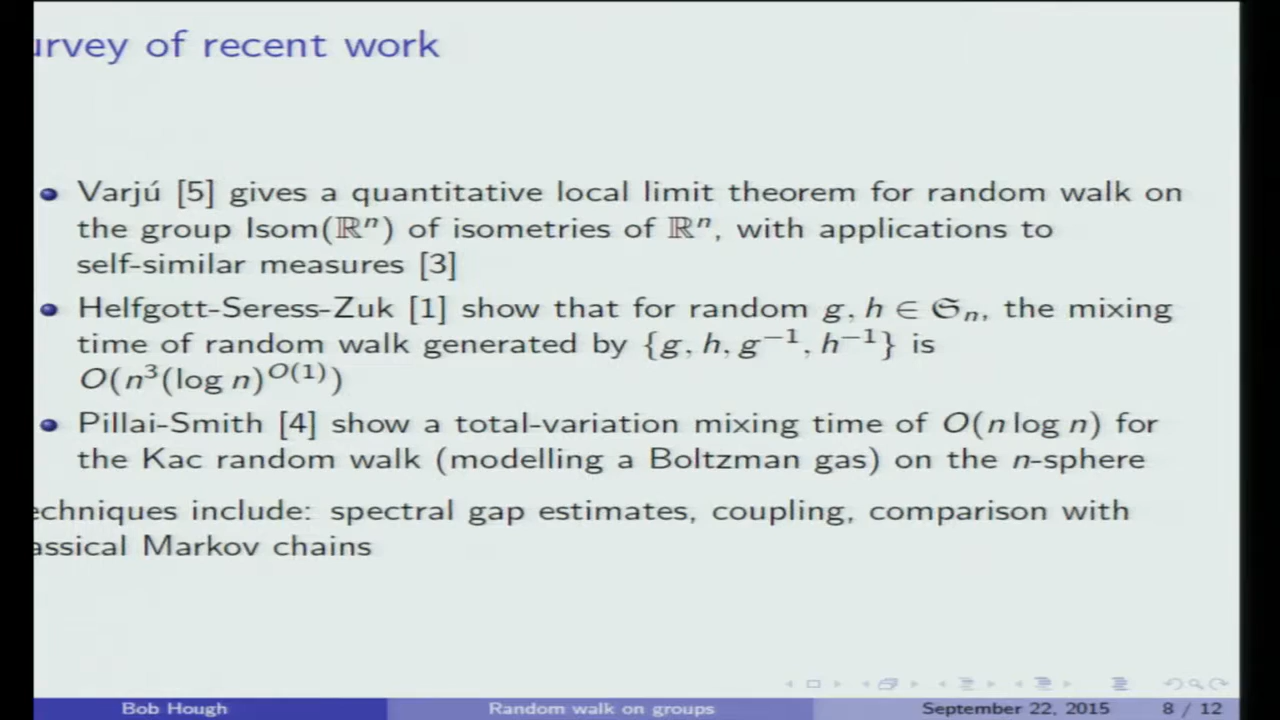 urvey of recent work
Varjú [5] gives a quantitative local limit theorem for random walk on
the group Isom(ℝⁿ) of isometries of ℝⁿ, with applications to
self-similar measures [3]
Helfgott-Seress-Zuk [1] show that for random g, h ∈ 𝔖ₙ, the mixing
time of random walk generated by {g, h, g⁻¹, h⁻¹} is
O(n³(log n)^{O(1)})
Pillai-Smith [4] show a total-variation mixing time of O(n log n) for
the Kac random walk (modelling a Boltzman gas) on the n-sphere
echniques include: spectral gap estimates, coupling, comparison with
assical Markov chains
Bob Hough Random walk on groups September 22, 2015 8 / 12